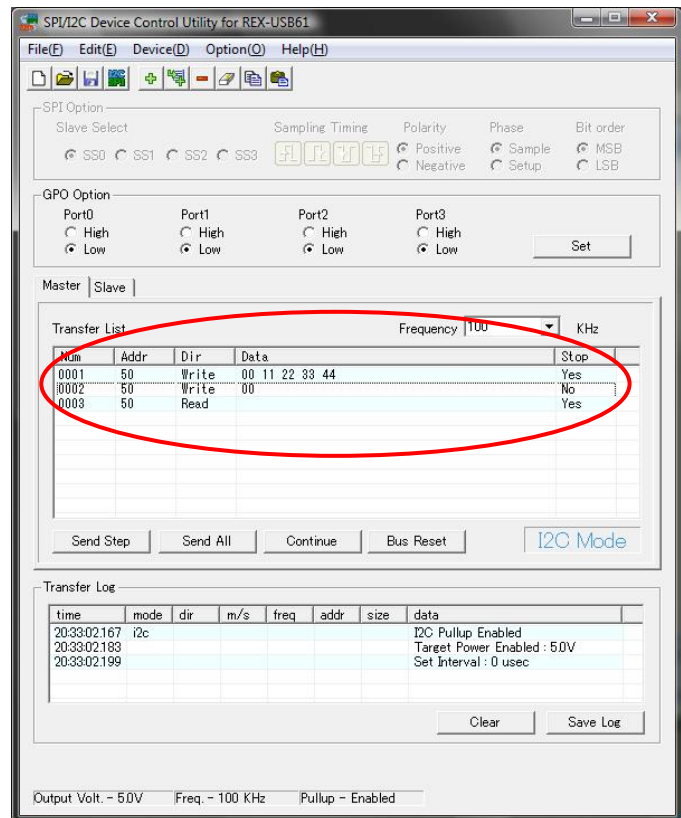 SPI/I2C Device Control Utility for REX-USB61
File(F) Edit(E) Device(D) Option(O) Help(H)
SPI Option
Slave Select Sampling Timing Polarity Phase Bit order
SS0 SS1 SS2 SS3 Positive Sample MSB
Negative Setup LSB
GPO Option
Port0 Port1 Port2 Port3
High High High High
Low Low Low Low Set
Master Slave
Transfer List Frequency 100 KHz
Num Addr Dir Data Stop
0001 50 Write 00 11 22 33 44 Yes
0002 50 Write 00 No
0003 50 Read Yes
Send Step Send All Continue Bus Reset I2C Mode
Transfer Log
time mode dir m/s freq addr size data
20:33:02.167 i2c I2C Pullup Enabled
20:33:02.183 Target Power Enabled : 5.0V
20:33:02.199 Set Interval : 0 usec
Clear Save Log
Output Volt. - 5.0V Freq. - 100 KHz Pullup - Enabled